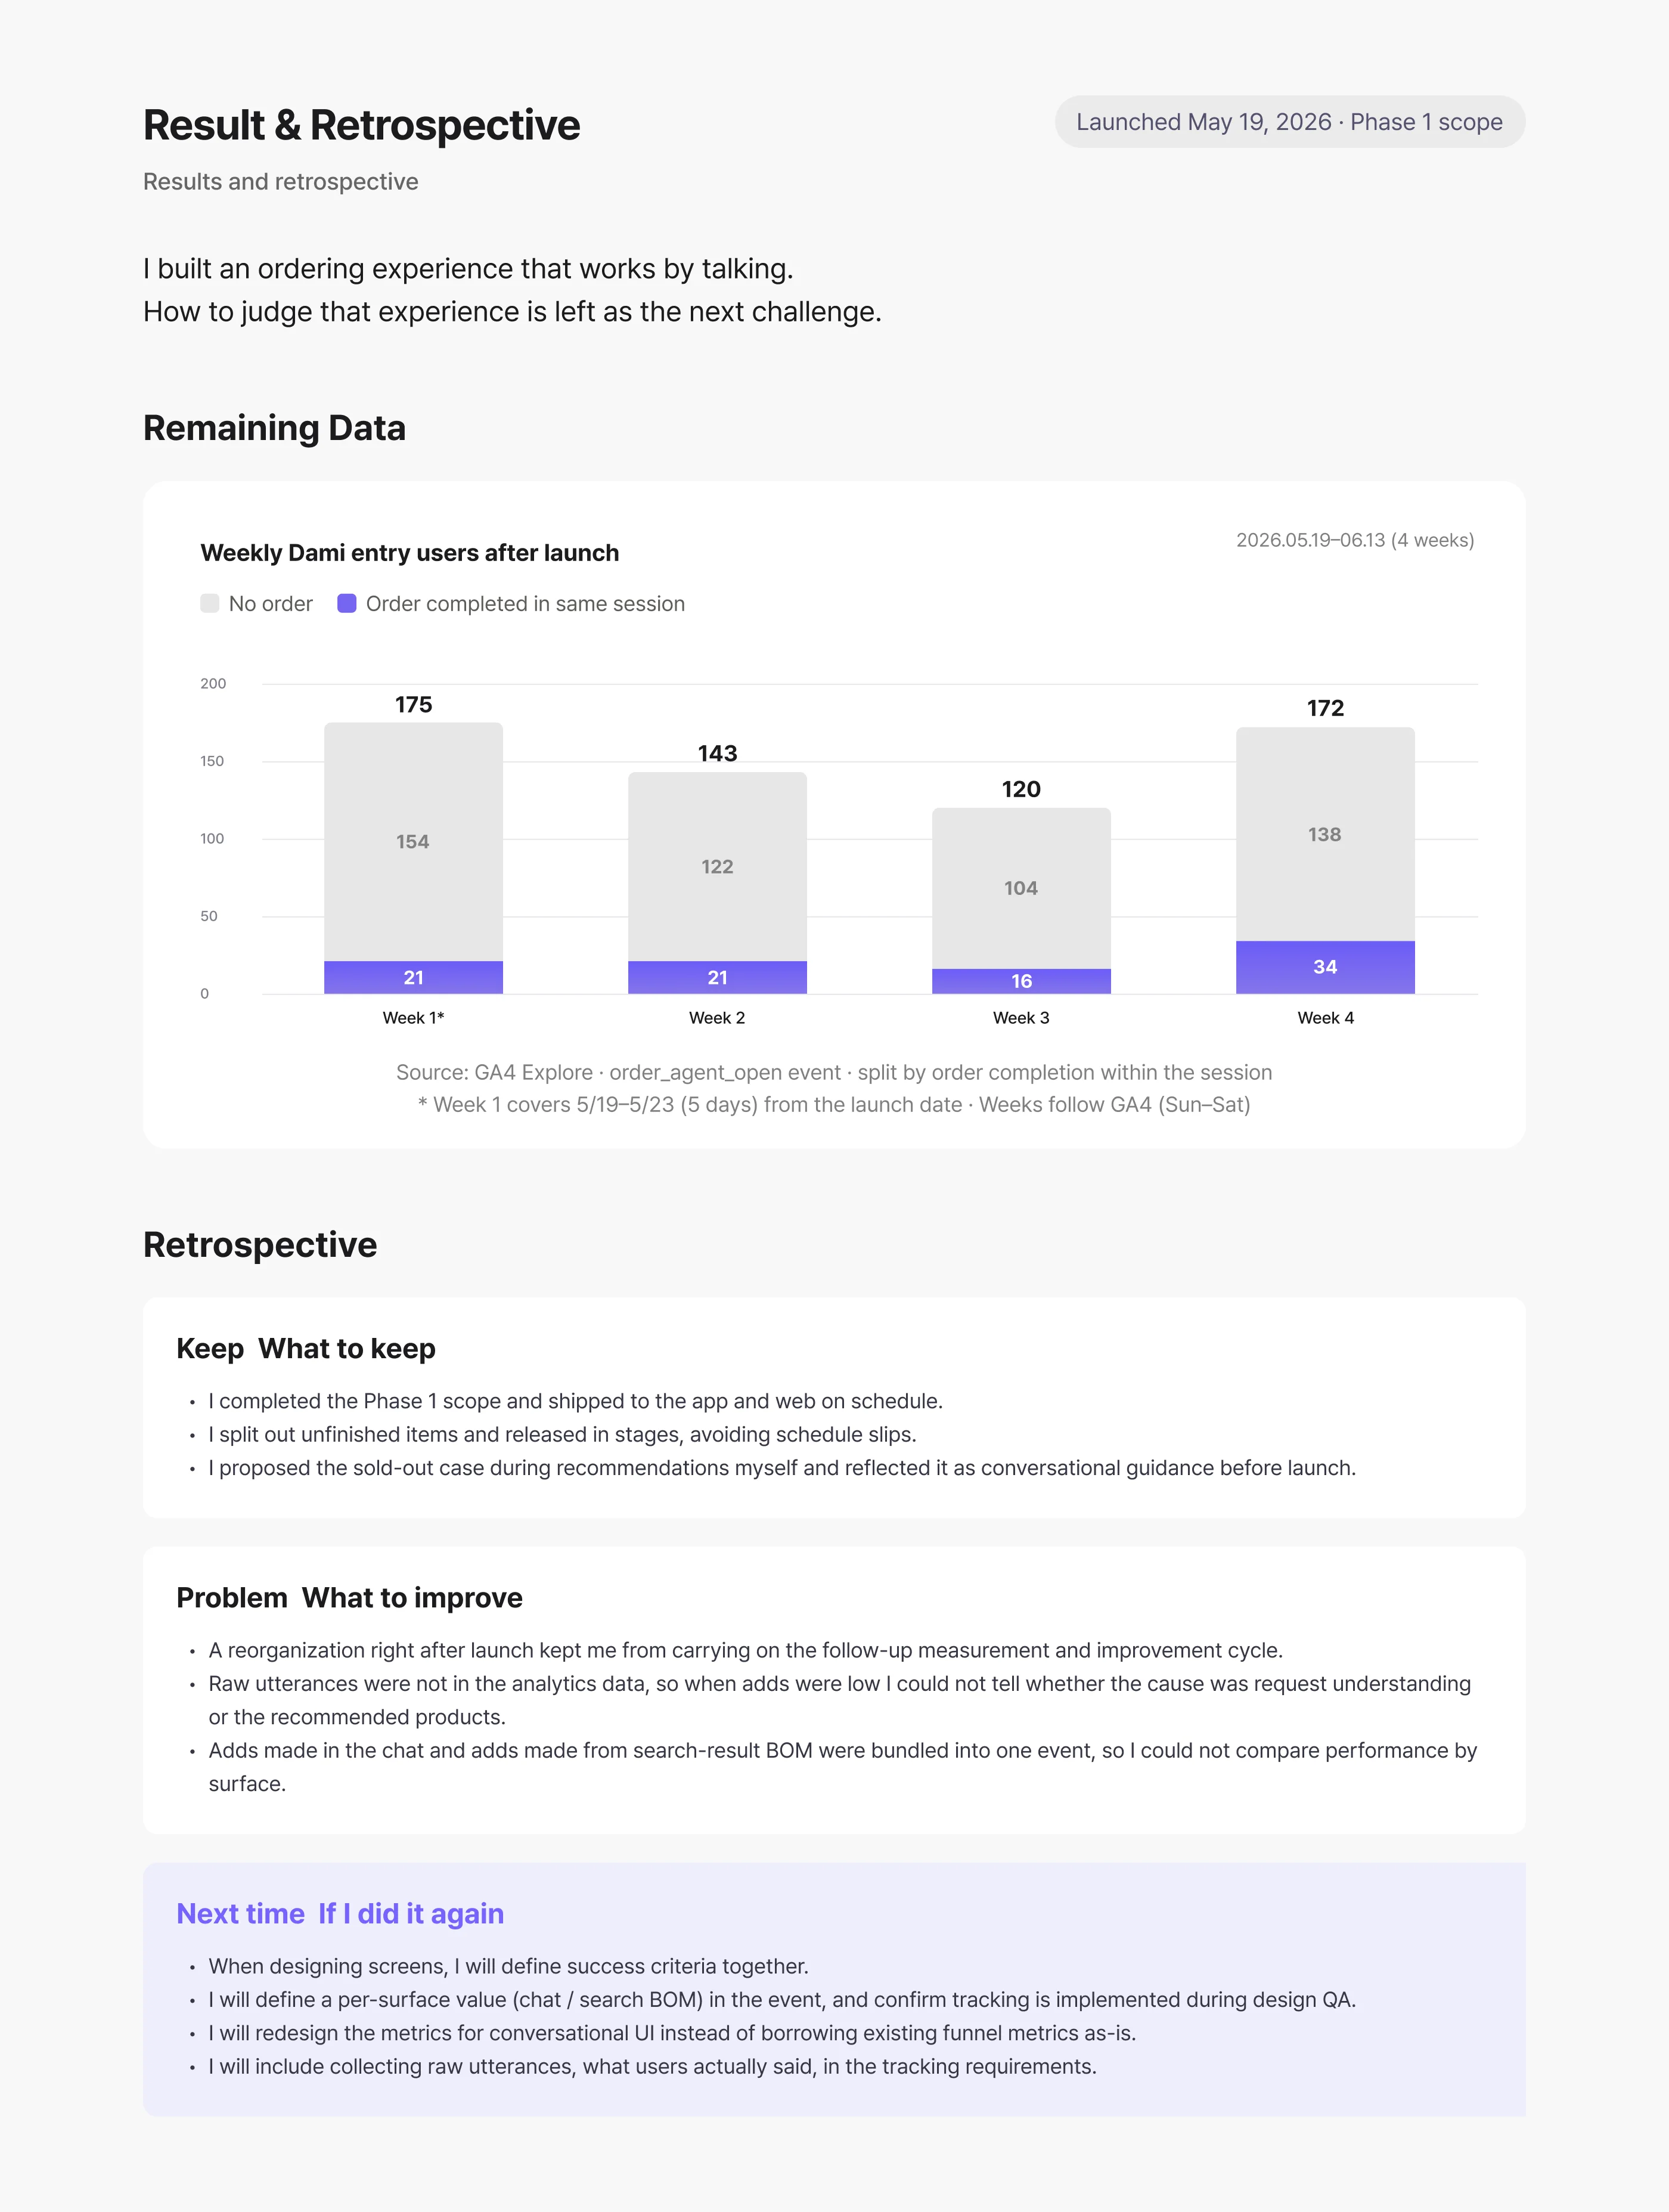 Result & Retrospective
Launched May 19, 2026 · Phase 1 scope
Results and retrospective
I built an ordering experience that works by talking.
How to judge that experience is left as the next challenge.
Remaining Data
Weekly Dami entry users after launch
2026.05.19–06.13 (4 weeks)
No order
Order completed in same session
200
150
100
50
0
175
154
21
Week 1*
143
122
21
Week 2
120
104
16
Week 3
172
138
34
Week 4
Source: GA4 Explore · order_agent_open event · split by order completion within the session
* Week 1 covers 5/19–5/23 (5 days) from the launch date · Weeks follow GA4 (Sun–Sat)
Retrospective
Keep What to keep
• I completed the Phase 1 scope and shipped to the app and web on schedule.
• I split out unfinished items and released in stages, avoiding schedule slips.
• I proposed the sold-out case during recommendations myself and reflected it as conversational guidance before launch.
Problem What to improve
• A reorganization right after launch kept me from carrying on the follow-up measurement and improvement cycle.
• Raw utterances were not in the analytics data, so when adds were low I could not tell whether the cause was request understanding
or the recommended products.
• Adds made in the chat and adds made from search-result BOM were bundled into one event, so I could not compare performance by
surface.
Next time If I did it again
• When designing screens, I will define success criteria together.
• I will define a per-surface value (chat / search BOM) in the event, and confirm tracking is implemented during design QA.
• I will redesign the metrics for conversational UI instead of borrowing existing funnel metrics as-is.
• I will include collecting raw utterances, what users actually said, in the tracking requirements.